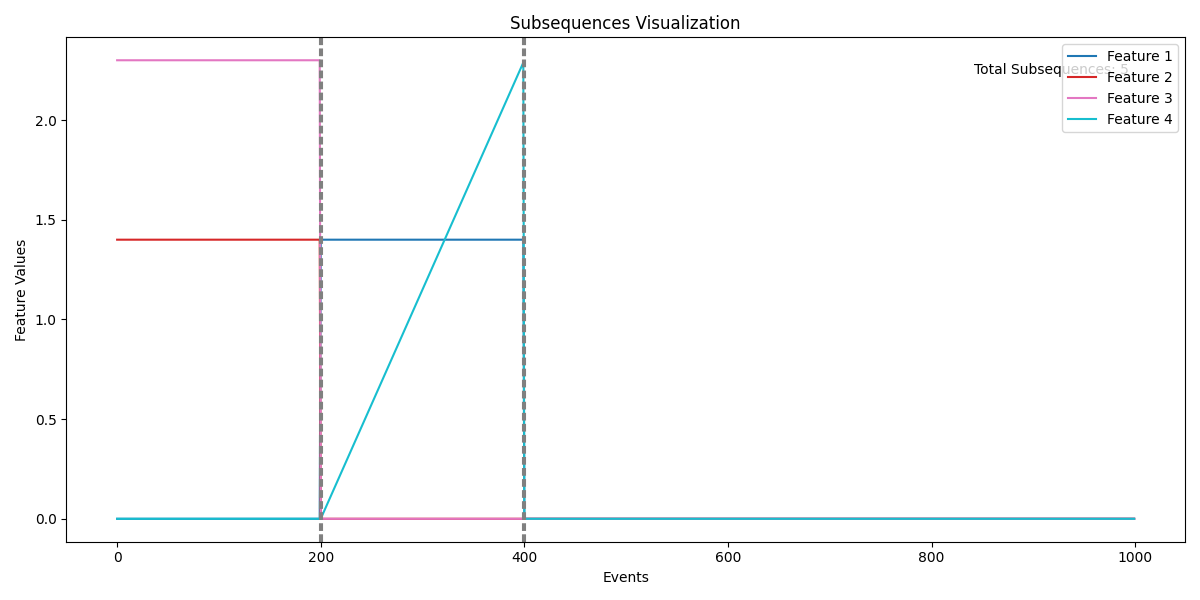 Subsequences Visualization
Total Subsequences: 5
Feature 1
Feature 2
Feature 3
Feature 4
Feature Values
2.0
1.5
1.0
0.5
0.0
0 200 400 600 800 1000
Events